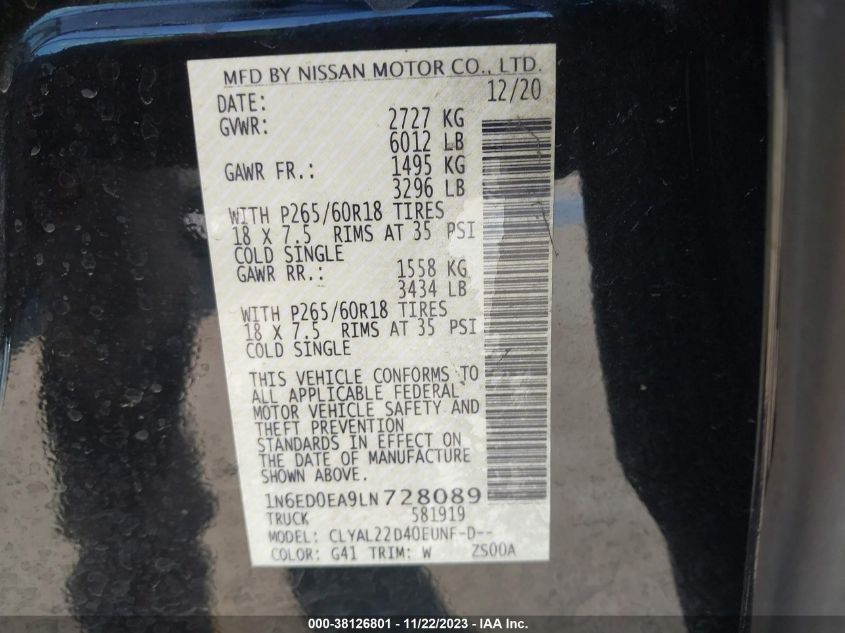 MFD BY NISSAN MOTOR CO., LTD.
DATE: 12/20
GVWR: 2727 KG
6012 LB
GAWR FR.: 1495 KG
3296 LB
WITH P265/60R18 TIRES
18 X 7.5 RIMS AT 35 PSI
COLD SINGLE
GAWR RR.: 1558 KG
3434 LB
WITH P265/60R18 TIRES
18 X 7.5 RIMS AT 35 PSI
COLD SINGLE
THIS VEHICLE CONFORMS TO
ALL APPLICABLE FEDERAL
MOTOR VEHICLE SAFETY AND
THEFT PREVENTION
STANDARDS IN EFFECT ON
THE DATE OF MANUFACTURE
SHOWN ABOVE.
1N6ED0EA9LN728089
TRUCK 581919
MODEL: CLYAL22D40EUNF-D--
COLOR: G41 TRIM: W ZS00A
000-38126801 - 11/22/2023 - IAA Inc.